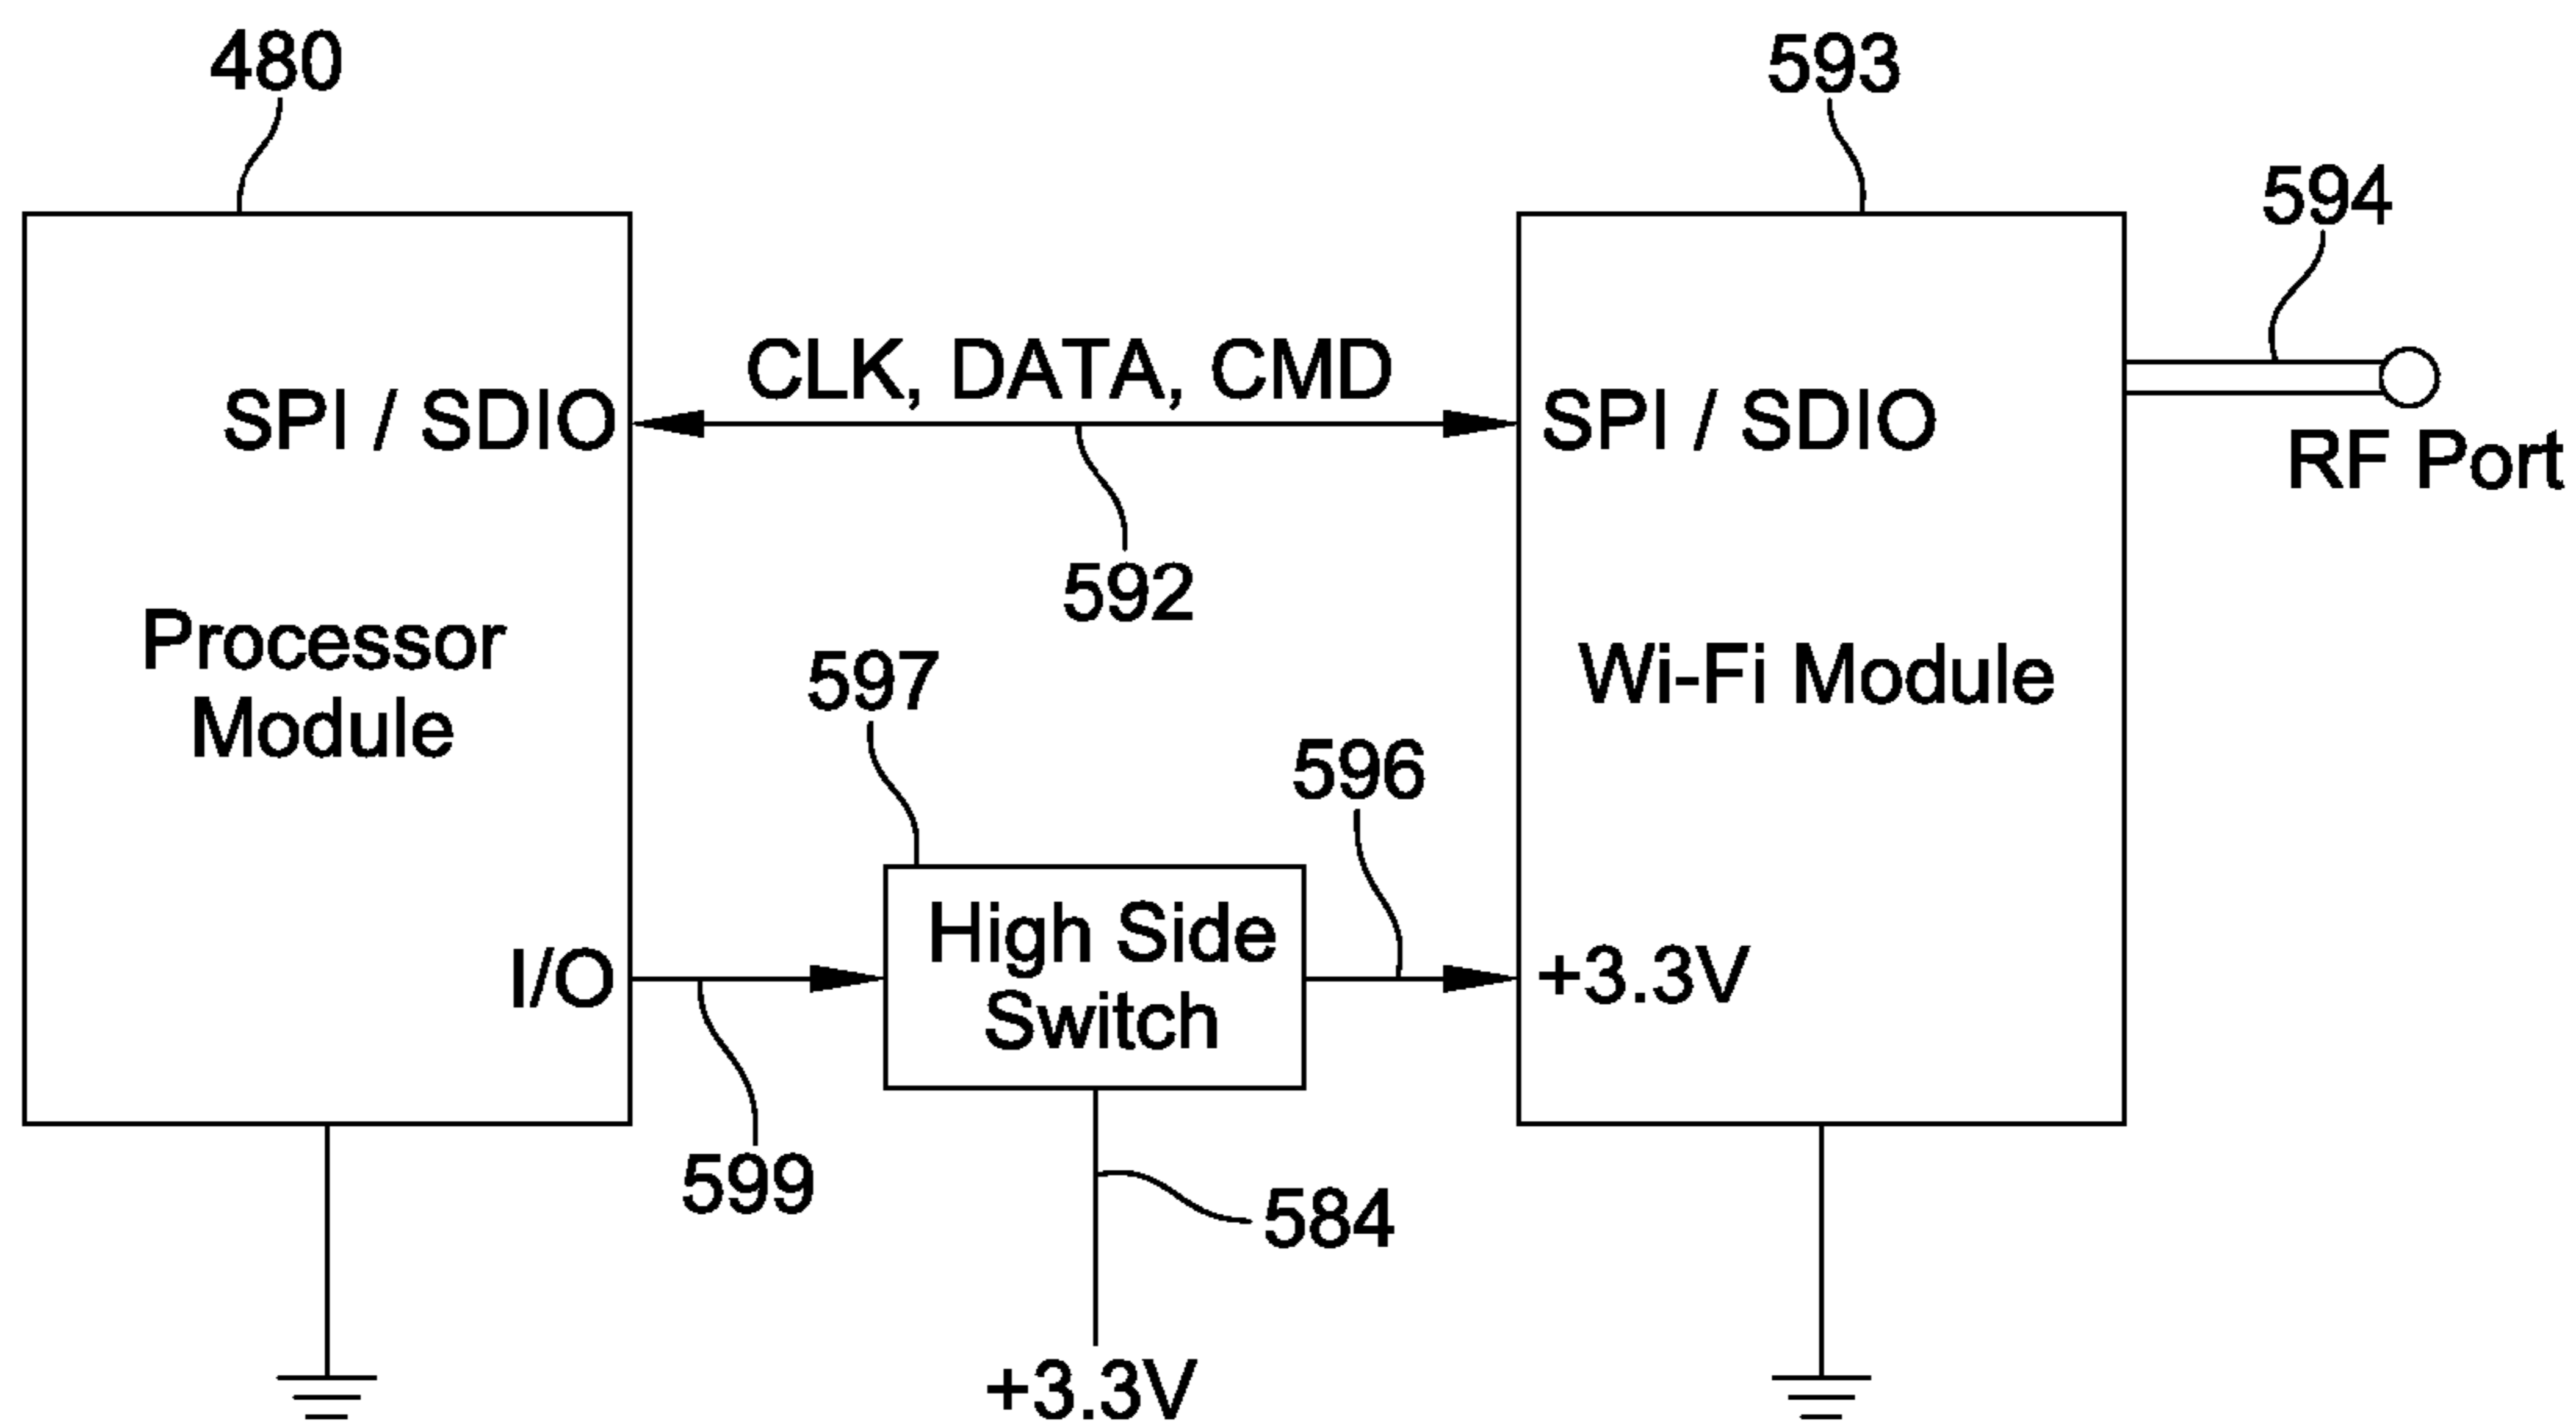 480
593
594
CLK, DATA, CMD
SPI / SDIO
SPI / SDIO
RF Port
592
Processor
Module
Wi-Fi Module
597
596
High Side
Switch
I/O
+3.3V
599
584
+3.3V